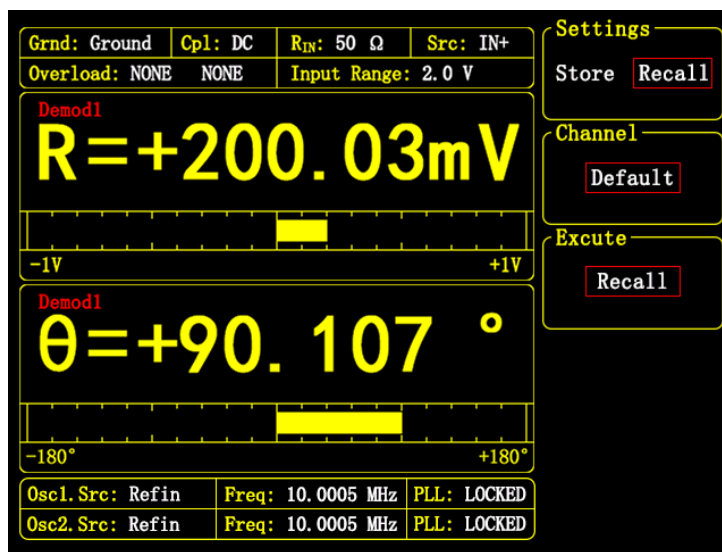 Grnd: Ground Cpl: DC RIN: 50 Ω Src: IN+
Overload: NONE NONE Input Range: 2.0 V
Demod1
R=+200.03mV
-1V +1V
Demod1
θ=+90.107 °
-180° +180°
Osc1.Src: Refin Freq: 10.0005 MHz PLL: LOCKED
Osc2.Src: Refin Freq: 10.0005 MHz PLL: LOCKED
Settings
Store Recall
Channel
Default
Excute
Recall